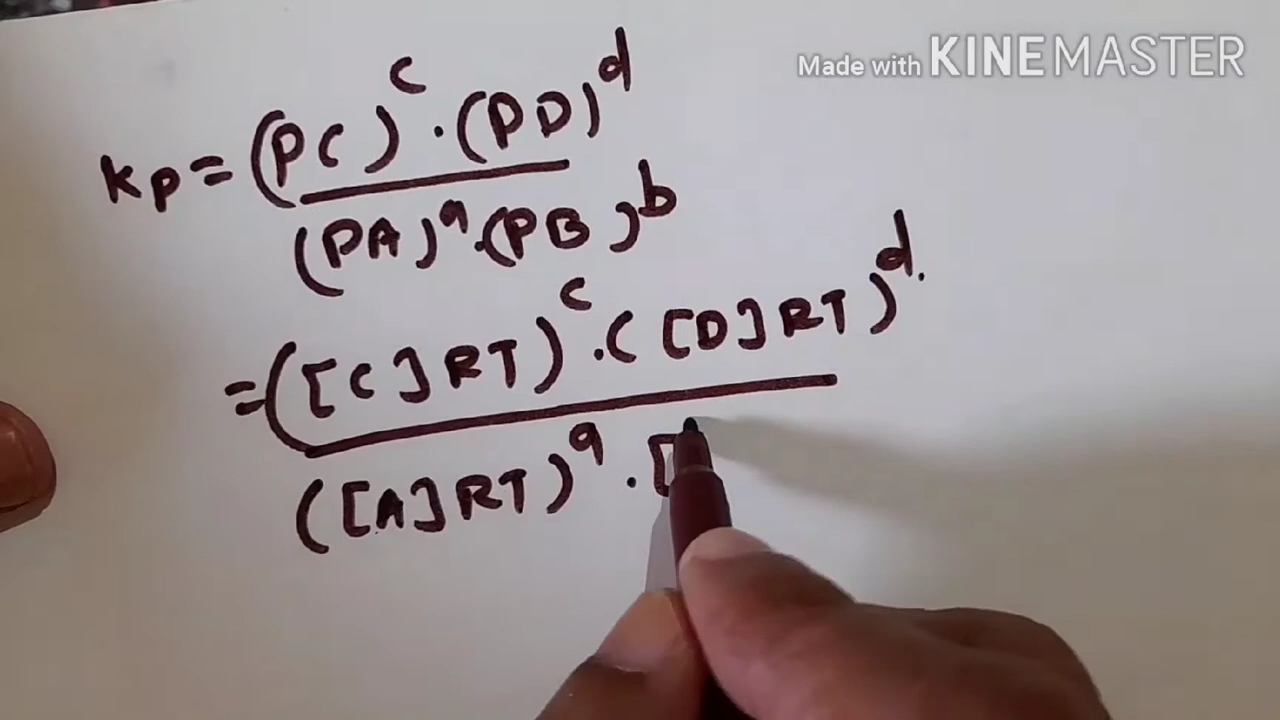 Made with KINEMASTER
Kp = (PC)^c . (PD)^d
(PA)^a . (PB)^b
= ([C]RT)^c . ([D]RT)^d.
([A]RT)^a . [